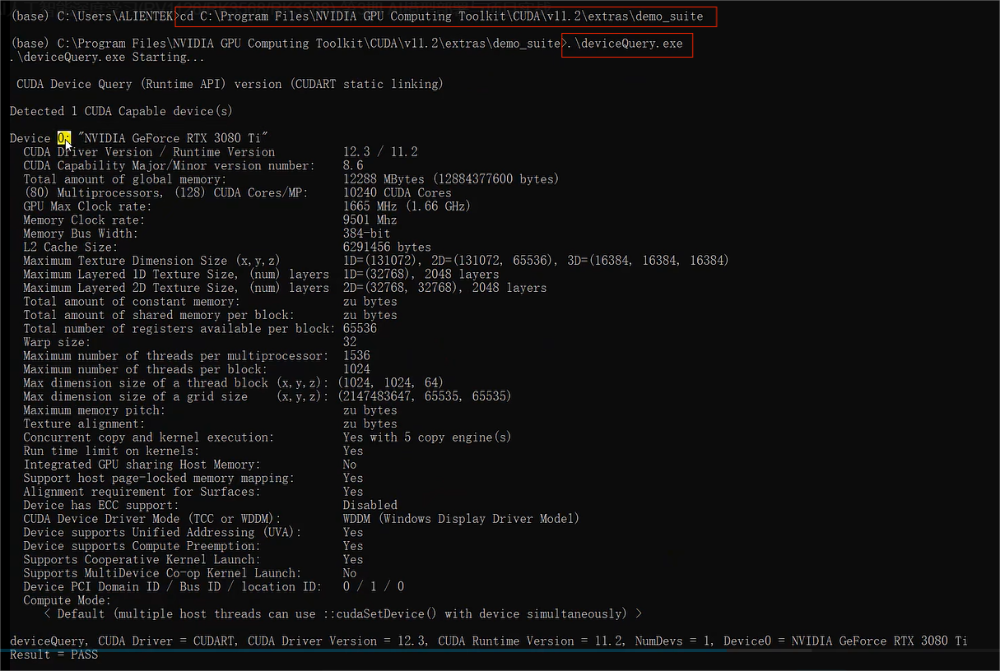 (base) C:\Users\ALIENTEK>cd C:\Program Files\NVIDIA GPU Computing Toolkit\CUDA\v11.2\extras\demo_suite
(base) C:\Program Files\NVIDIA GPU Computing Toolkit\CUDA\v11.2\extras\demo_suite>.\deviceQuery.exe
.\deviceQuery.exe Starting...
CUDA Device Query (Runtime API) version (CUDART static linking)
Detected 1 CUDA Capable device(s)
Device 0: "NVIDIA GeForce RTX 3080 Ti"
CUDA Driver Version / Runtime Version 12.3 / 11.2
CUDA Capability Major/Minor version number: 8.6
Total amount of global memory: 12288 MBytes (12884377600 bytes)
(80) Multiprocessors, (128) CUDA Cores/MP: 10240 CUDA Cores
GPU Max Clock rate: 1665 MHz (1.66 GHz)
Memory Clock rate: 9501 Mhz
Memory Bus Width: 384-bit
L2 Cache Size: 6291456 bytes
Maximum Texture Dimension Size (x,y,z) 1D=(131072), 2D=(131072, 65536), 3D=(16384, 16384, 16384)
Maximum Layered 1D Texture Size, (num) layers 1D=(32768), 2048 layers
Maximum Layered 2D Texture Size, (num) layers 2D=(32768, 32768), 2048 layers
Total amount of constant memory: zu bytes
Total amount of shared memory per block: zu bytes
Total number of registers available per block: 65536
Warp size: 32
Maximum number of threads per multiprocessor: 1536
Maximum number of threads per block: 1024
Max dimension size of a thread block (x,y,z): (1024, 1024, 64)
Max dimension size of a grid size (x,y,z): (2147483647, 65535, 65535)
Maximum memory pitch: zu bytes
Texture alignment: zu bytes
Concurrent copy and kernel execution: Yes with 5 copy engine(s)
Run time limit on kernels: Yes
Integrated GPU sharing Host Memory: No
Support host page-locked memory mapping: Yes
Alignment requirement for Surfaces: Yes
Device has ECC support: Disabled
CUDA Device Driver Mode (TCC or WDDM): WDDM (Windows Display Driver Model)
Device supports Unified Addressing (UVA): Yes
Device supports Compute Preemption: Yes
Supports Cooperative Kernel Launch: Yes
Supports MultiDevice Co-op Kernel Launch: No
Device PCI Domain ID / Bus ID / location ID: 0 / 1 / 0
Compute Mode:
< Default (multiple host threads can use ::cudaSetDevice() with device simultaneously) >
deviceQuery, CUDA Driver = CUDART, CUDA Driver Version = 12.3, CUDA Runtime Version = 11.2, NumDevs = 1, Device0 = NVIDIA GeForce RTX 3080 Ti
Result = PASS